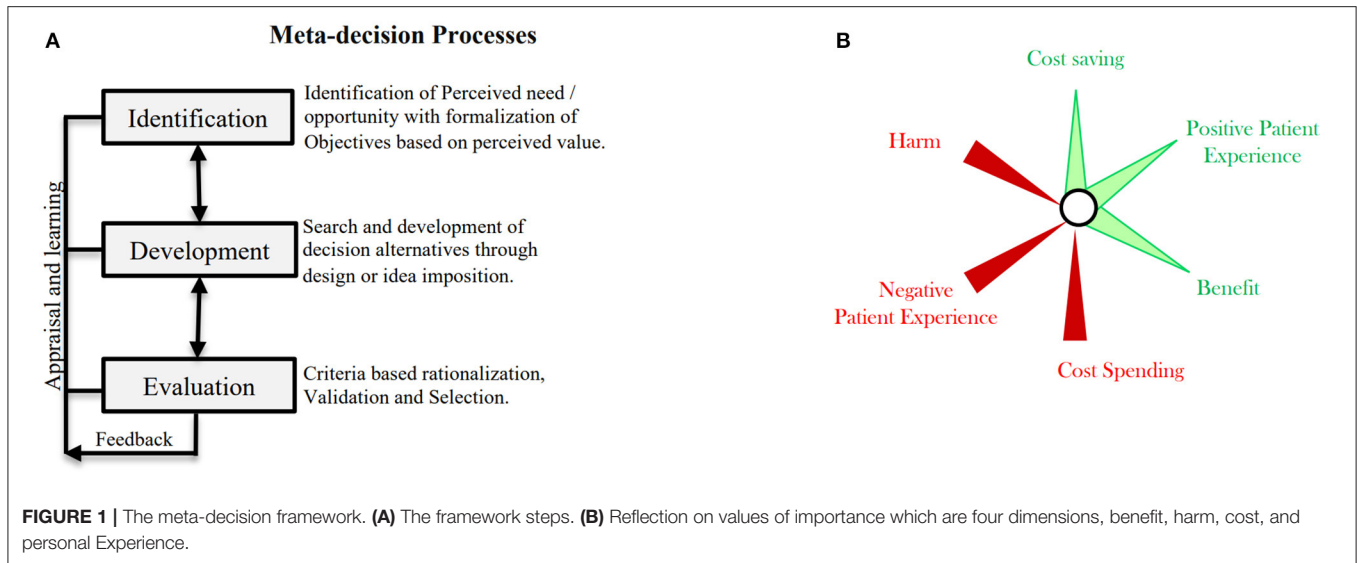 A
Meta-decision Processes
Identification
Identification of Perceived need /
opportunity with formalization of
Objectives based on perceived value.
Development
Search and development of
decision alternatives through
design or idea imposition.
Evaluation
Criteria based rationalization,
Validation and Selection.
Appraisal and learning
Feedback
B
Cost saving
Positive Patient
Experience
Harm
Benefit
Negative
Patient Experience
Cost Spending
FIGURE 1 | The meta-decision framework. (A) The framework steps. (B) Reflection on values of importance which are four dimensions, benefit, harm, cost, and
personal Experience.